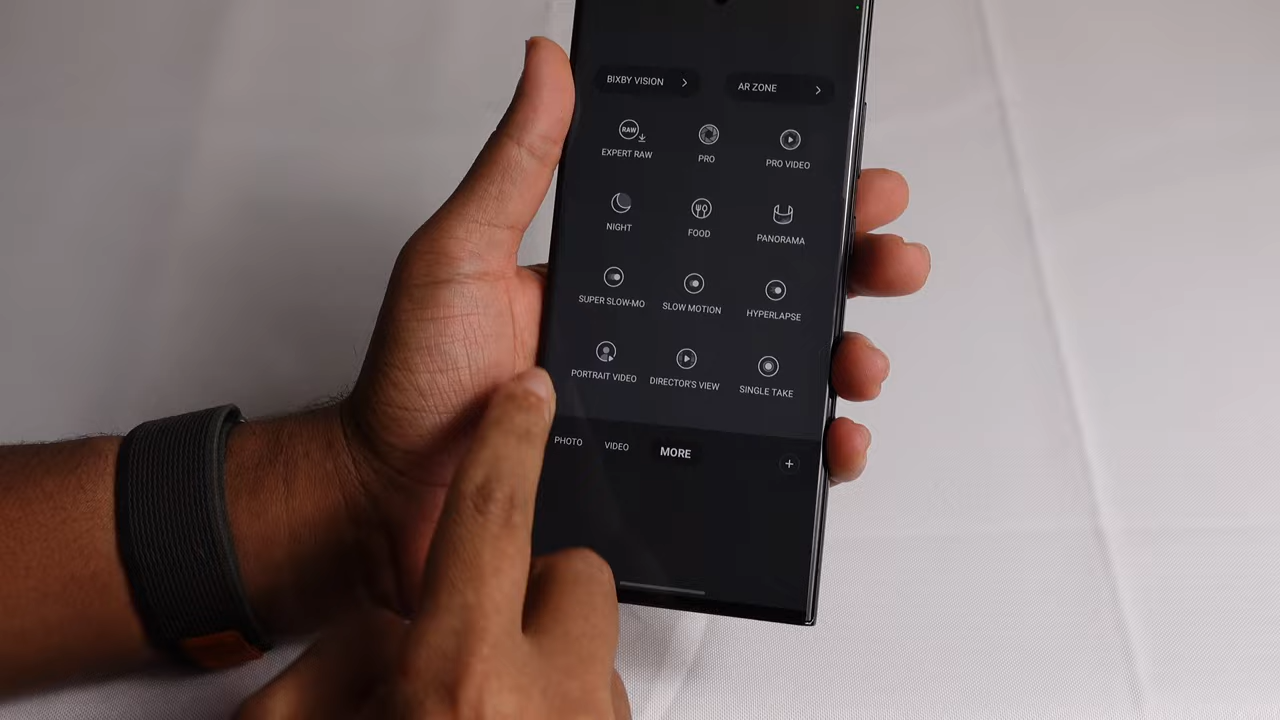 BIXBY VISION
AR ZONE
RAW
EXPERT RAW
PRO
PRO VIDEO
NIGHT
FOOD
PANORAMA
SUPER SLOW-MO
SLOW MOTION
HYPERLAPSE
PORTRAIT VIDEO
DIRECTOR'S VIEW
SINGLE TAKE
PHOTO
VIDEO
MORE